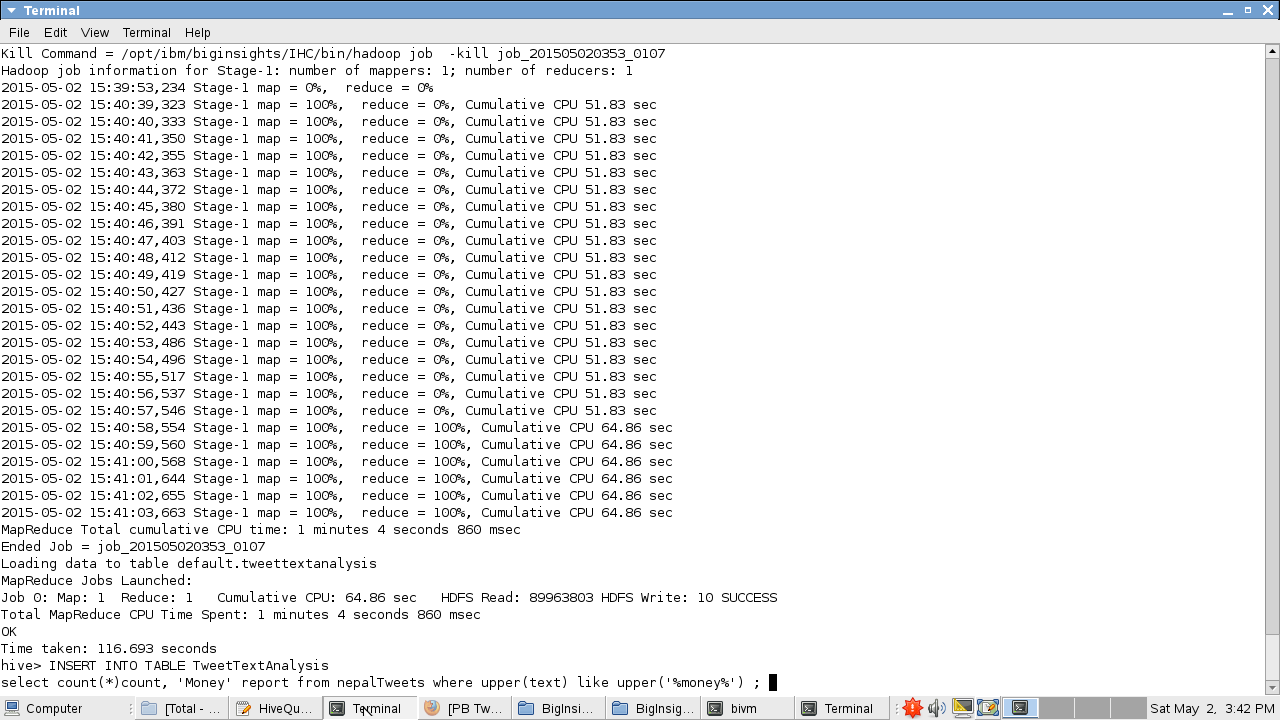 Terminal
File Edit View Terminal Help
Kill Command = /opt/ibm/biginsights/IHC/bin/hadoop job  -kill job_201505020353_0107
Hadoop job information for Stage-1: number of mappers: 1; number of reducers: 1
2015-05-02 15:39:53,234 Stage-1 map = 0%,  reduce = 0%
2015-05-02 15:40:39,323 Stage-1 map = 100%,  reduce = 0%, Cumulative CPU 51.83 sec
2015-05-02 15:40:40,333 Stage-1 map = 100%,  reduce = 0%, Cumulative CPU 51.83 sec
2015-05-02 15:40:41,350 Stage-1 map = 100%,  reduce = 0%, Cumulative CPU 51.83 sec
2015-05-02 15:40:42,355 Stage-1 map = 100%,  reduce = 0%, Cumulative CPU 51.83 sec
2015-05-02 15:40:43,363 Stage-1 map = 100%,  reduce = 0%, Cumulative CPU 51.83 sec
2015-05-02 15:40:44,372 Stage-1 map = 100%,  reduce = 0%, Cumulative CPU 51.83 sec
2015-05-02 15:40:45,380 Stage-1 map = 100%,  reduce = 0%, Cumulative CPU 51.83 sec
2015-05-02 15:40:46,391 Stage-1 map = 100%,  reduce = 0%, Cumulative CPU 51.83 sec
2015-05-02 15:40:47,403 Stage-1 map = 100%,  reduce = 0%, Cumulative CPU 51.83 sec
2015-05-02 15:40:48,412 Stage-1 map = 100%,  reduce = 0%, Cumulative CPU 51.83 sec
2015-05-02 15:40:49,419 Stage-1 map = 100%,  reduce = 0%, Cumulative CPU 51.83 sec
2015-05-02 15:40:50,427 Stage-1 map = 100%,  reduce = 0%, Cumulative CPU 51.83 sec
2015-05-02 15:40:51,436 Stage-1 map = 100%,  reduce = 0%, Cumulative CPU 51.83 sec
2015-05-02 15:40:52,443 Stage-1 map = 100%,  reduce = 0%, Cumulative CPU 51.83 sec
2015-05-02 15:40:53,486 Stage-1 map = 100%,  reduce = 0%, Cumulative CPU 51.83 sec
2015-05-02 15:40:54,496 Stage-1 map = 100%,  reduce = 0%, Cumulative CPU 51.83 sec
2015-05-02 15:40:55,517 Stage-1 map = 100%,  reduce = 0%, Cumulative CPU 51.83 sec
2015-05-02 15:40:56,537 Stage-1 map = 100%,  reduce = 0%, Cumulative CPU 51.83 sec
2015-05-02 15:40:57,546 Stage-1 map = 100%,  reduce = 0%, Cumulative CPU 51.83 sec
2015-05-02 15:40:58,554 Stage-1 map = 100%,  reduce = 100%, Cumulative CPU 64.86 sec
2015-05-02 15:40:59,560 Stage-1 map = 100%,  reduce = 100%, Cumulative CPU 64.86 sec
2015-05-02 15:41:00,568 Stage-1 map = 100%,  reduce = 100%, Cumulative CPU 64.86 sec
2015-05-02 15:41:01,644 Stage-1 map = 100%,  reduce = 100%, Cumulative CPU 64.86 sec
2015-05-02 15:41:02,655 Stage-1 map = 100%,  reduce = 100%, Cumulative CPU 64.86 sec
2015-05-02 15:41:03,663 Stage-1 map = 100%,  reduce = 100%, Cumulative CPU 64.86 sec
MapReduce Total cumulative CPU time: 1 minutes 4 seconds 860 msec
Ended Job = job_201505020353_0107
Loading data to table default.tweettextanalysis
MapReduce Jobs Launched:
Job 0: Map: 1  Reduce: 1   Cumulative CPU: 64.86 sec   HDFS Read: 89963803 HDFS Write: 10 SUCCESS
Total MapReduce CPU Time Spent: 1 minutes 4 seconds 860 msec
OK
Time taken: 116.693 seconds
hive> INSERT INTO TABLE TweetTextAnalysis
select count(*)count, 'Money' report from nepalTweets where upper(text) like upper('%money%') ;
Computer [Total - ... HiveQu... Terminal [PB Tw... BigInsi... BigInsig... bivm Terminal Sat May 2, 3:42 PM